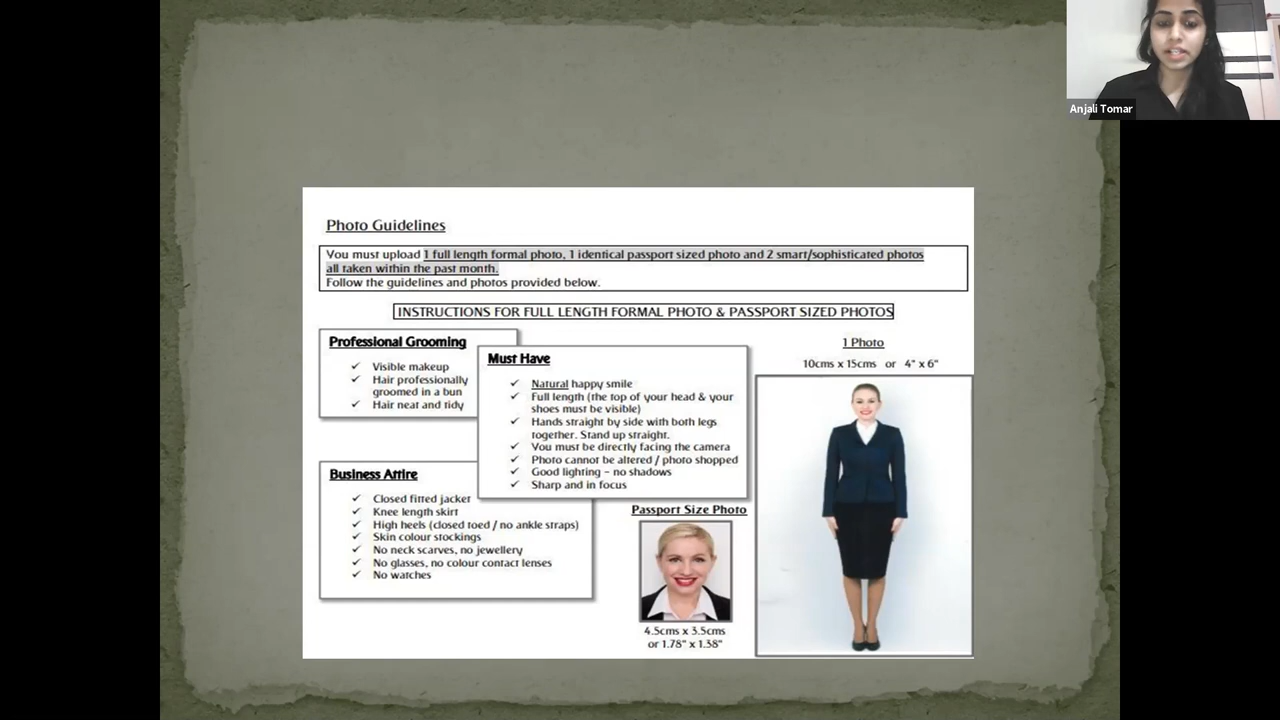 Anjali Tomar
Photo Guidelines
You must upload 1 full length formal photo, 1 identical passport sized photo and 2 smart/sophisticated photos
all taken within the past month.
Follow the guidelines and photos provided below.
INSTRUCTIONS FOR FULL LENGTH FORMAL PHOTO & PASSPORT SIZED PHOTOS
Professional Grooming
✓ Visible makeup
✓ Hair professionally
groomed in a bun
✓ Hair neat and tidy
Must Have
✓ Natural happy smile
✓ Full length (the top of your head & your
shoes must be visible)
✓ Hands straight by side with both legs
together. Stand up straight.
✓ You must be directly facing the camera
✓ Photo cannot be altered / photo shopped
✓ Good lighting – no shadows
✓ Sharp and in focus
1 Photo
10cms x 15cms or 4" x 6"
Business Attire
✓ Closed fitted jacket
✓ Knee length skirt
✓ High heels (closed toed / no ankle straps)
✓ Skin colour stockings
✓ No neck scarves, no jewellery
✓ No glasses, no colour contact lenses
✓ No watches
Passport Size Photo
4.5cms x 3.5cms
or 1.78" x 1.38"